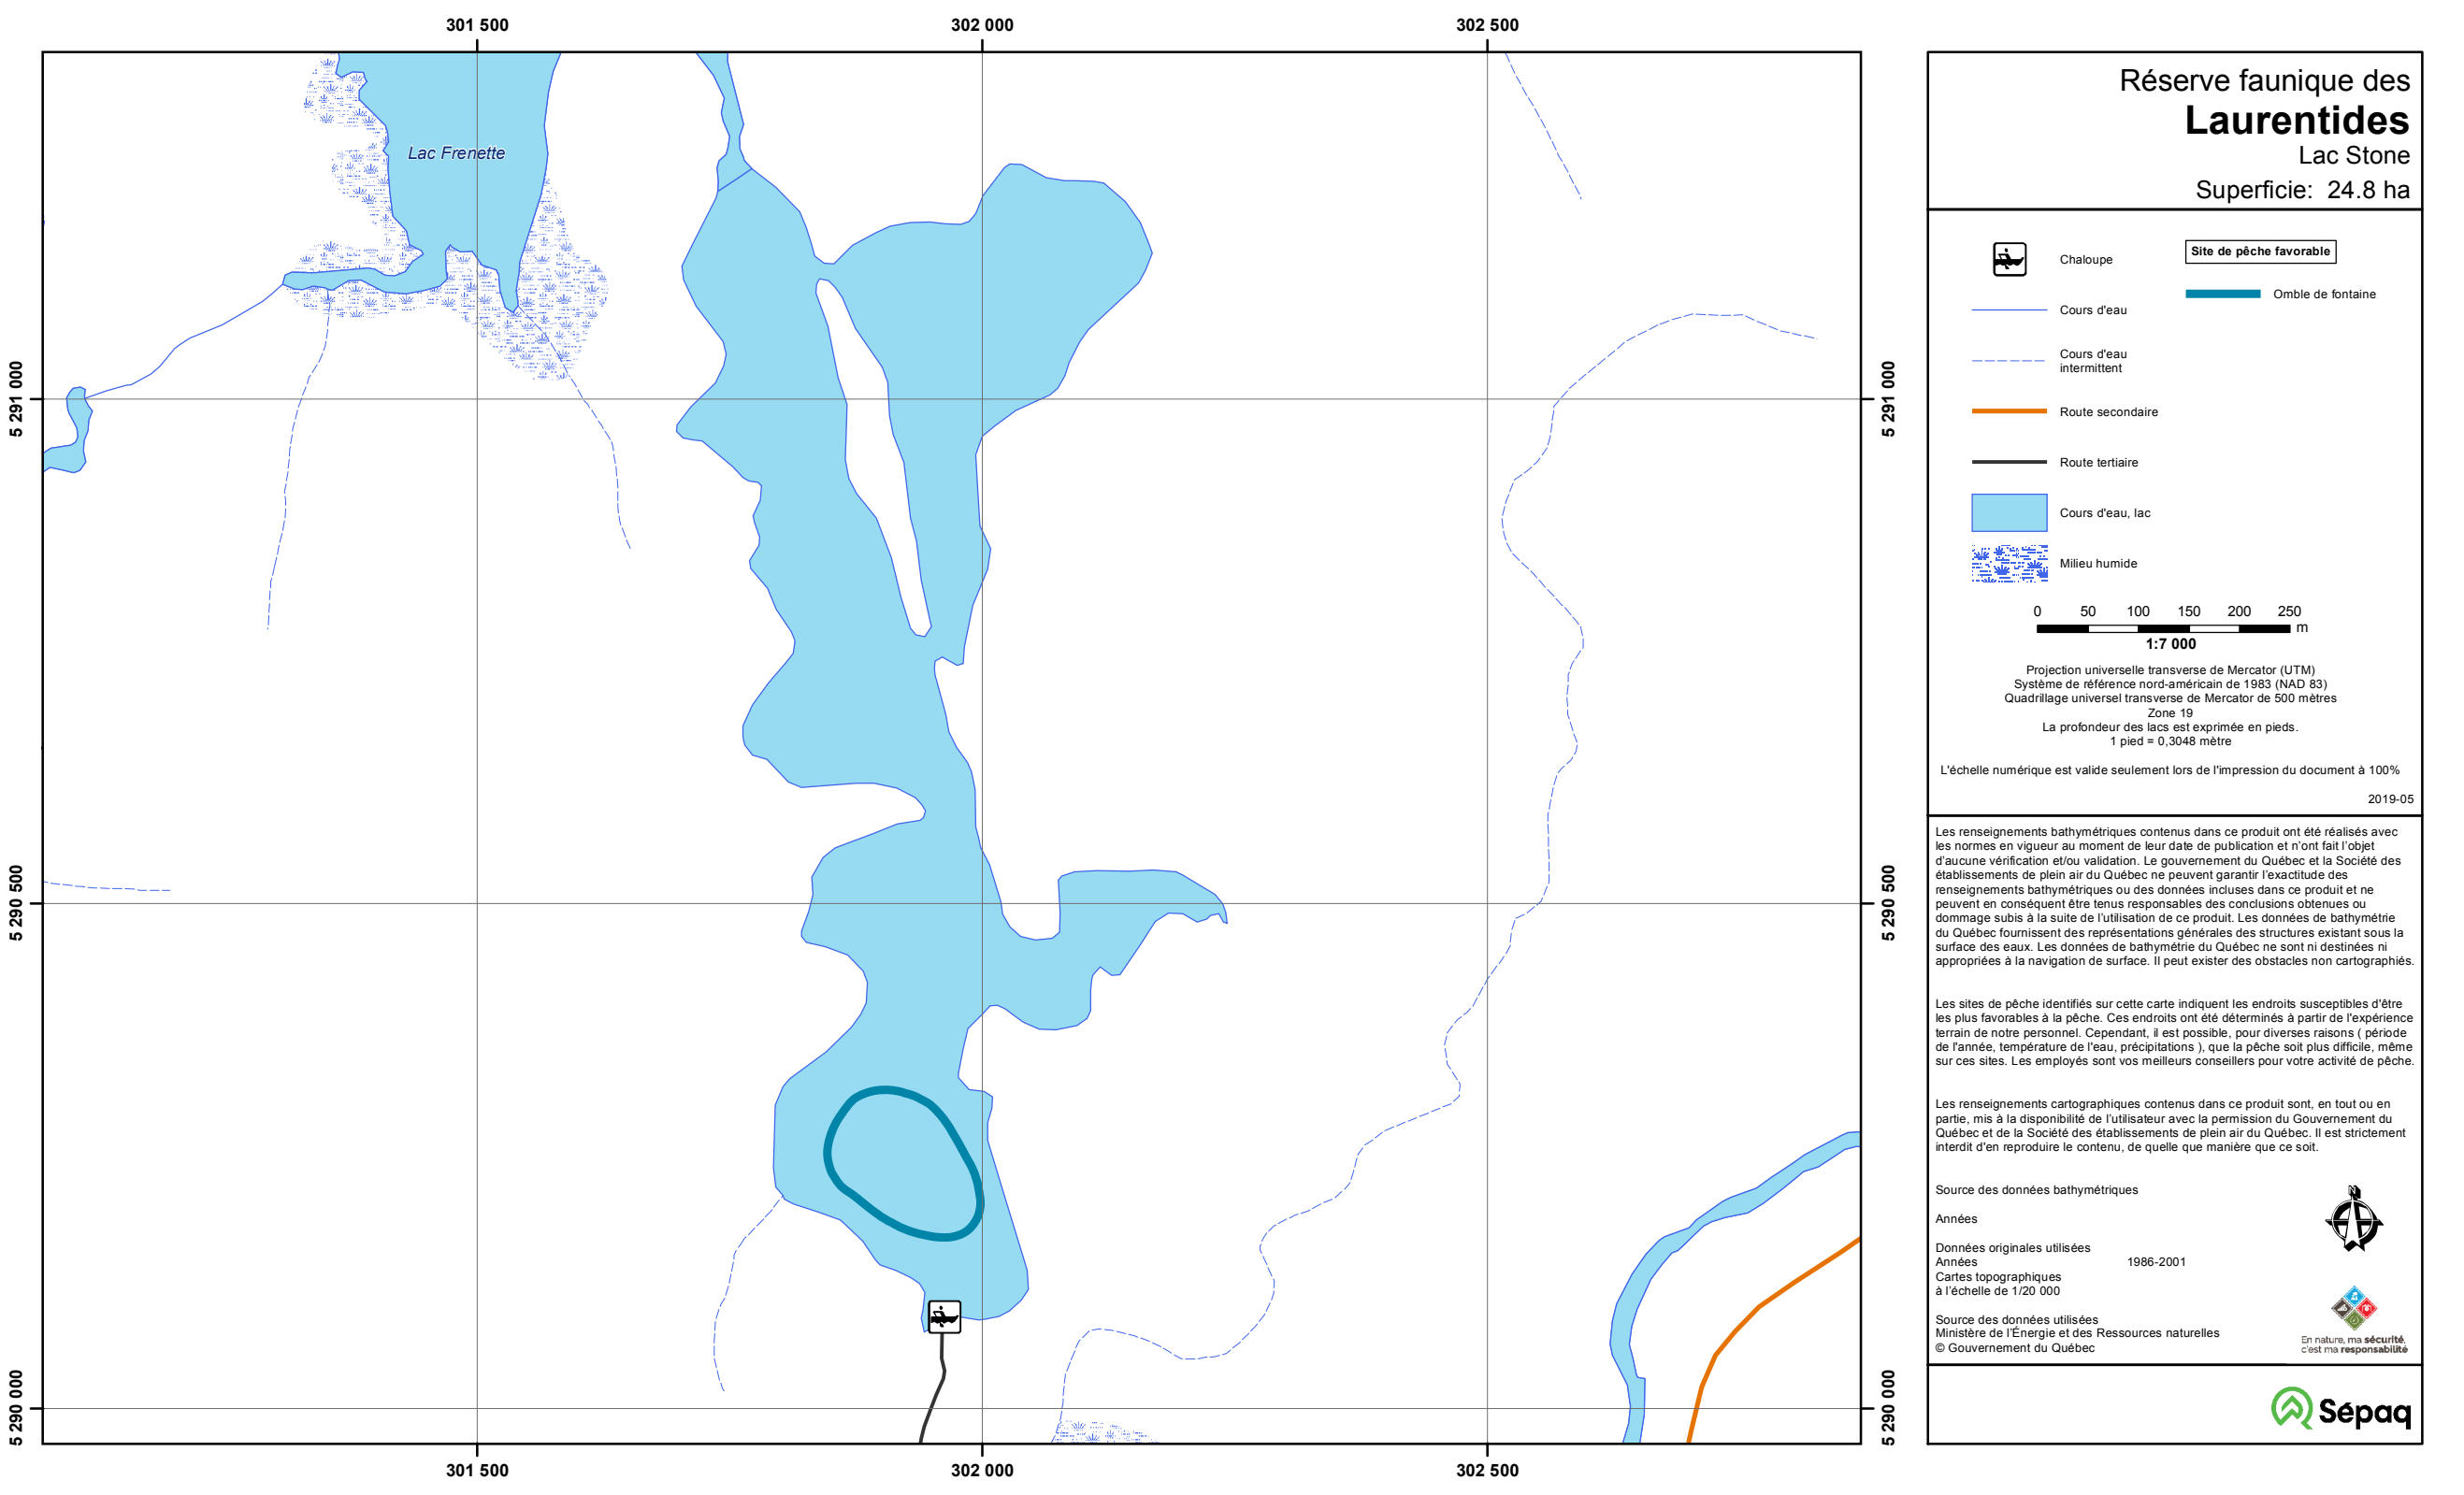 301 500
302 000
302 500
Lac Frenette
5 291 000
5 291 000
5 290 500
5 290 500
5 290 000
5 290 000
301 500
302 000
302 500
Réserve faunique des
Laurentides
Lac Stone
Superficie: 24.8 ha
Chaloupe
Site de pêche favorable
Omble de fontaine
Cours d'eau
Cours d'eau
intermittent
Route secondaire
Route tertiaire
Cours d'eau, lac
Milieu humide
0 50 100 150 200 250
m
1:7 000
Projection universelle transverse de Mercator (UTM)
Système de référence nord-américain de 1983 (NAD 83)
Quadrillage universel transverse de Mercator de 500 mètres
Zone 19
La profondeur des lacs est exprimée en pieds.
1 pied = 0,3048 mètre
L'échelle numérique est valide seulement lors de l'impression du document à 100%
2019-05
Les renseignements bathymétriques contenus dans ce produit ont été réalisés avec
les normes en vigueur au moment de leur date de publication et n'ont fait l'objet
d'aucune vérification et/ou validation. Le gouvernement du Québec et la Société des
établissements de plein air du Québec ne peuvent garantir l'exactitude des
renseignements bathymétriques ou des données incluses dans ce produit et ne
peuvent en conséquent être tenus responsables des conclusions obtenues ou
dommage subis à la suite de l'utilisation de ce produit. Les données de bathymétrie
du Québec fournissent des représentations générales des structures existant sous la
surface des eaux. Les données de bathymétrie du Québec ne sont ni destinées ni
appropriées à la navigation de surface. Il peut exister des obstacles non cartographiés.
Les sites de pêche identifiés sur cette carte indiquent les endroits susceptibles d'être
les plus favorables à la pêche. Ces endroits ont été déterminés à partir de l'expérience
terrain de notre personnel. Cependant, il est possible, pour diverses raisons ( période
de l'année, température de l'eau, précipitations ), que la pêche soit plus difficile, même
sur ces sites. Les employés sont vos meilleurs conseillers pour votre activité de pêche.
Les renseignements cartographiques contenus dans ce produit sont, en tout ou en
partie, mis à la disponibilité de l'utilisateur avec la permission du Gouvernement du
Québec et de la Société des établissements de plein air du Québec. Il est strictement
interdit d'en reproduire le contenu, de quelque manière que ce soit.
Source des données bathymétriques
Années
Données originales utilisées
Années 1986-2001
Cartes topographiques
à l'échelle de 1/20 000
Source des données utilisées
Ministère de l'Énergie et des Ressources naturelles
© Gouvernement du Québec
N
En nature, ma sécurité,
c'est ma responsabilité
Sépaq